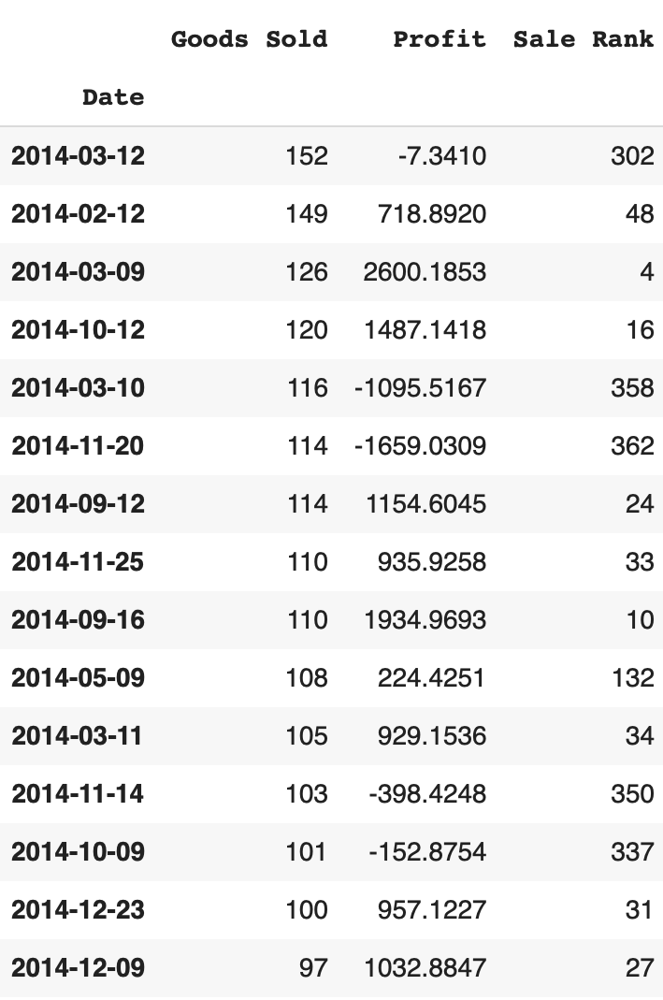 Goods Sold Profit Sale Rank
Date
2014-03-12 152 -7.3410 302
2014-02-12 149 718.8920 48
2014-03-09 126 2600.1853 4
2014-10-12 120 1487.1418 16
2014-03-10 116 -1095.5167 358
2014-11-20 114 -1659.0309 362
2014-09-12 114 1154.6045 24
2014-11-25 110 935.9258 33
2014-09-16 110 1934.9693 10
2014-05-09 108 224.4251 132
2014-03-11 105 929.1536 34
2014-11-14 103 -398.4248 350
2014-10-09 101 -152.8754 337
2014-12-23 100 957.1227 31
2014-12-09 97 1032.8847 27